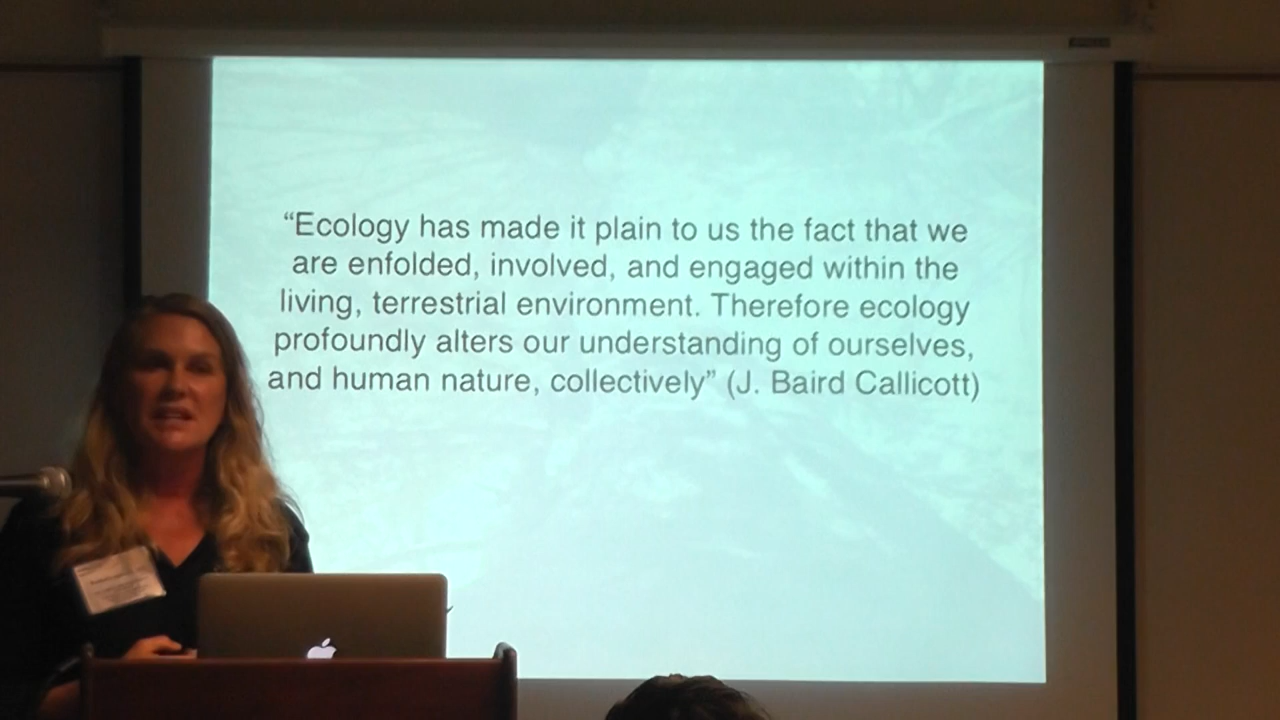 “Ecology has made it plain to us the fact that we
are enfolded, involved, and engaged within the
living, terrestrial environment. Therefore ecology
profoundly alters our understanding of ourselves,
and human nature, collectively” (J. Baird Callicott)